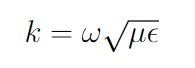 k = ω√με